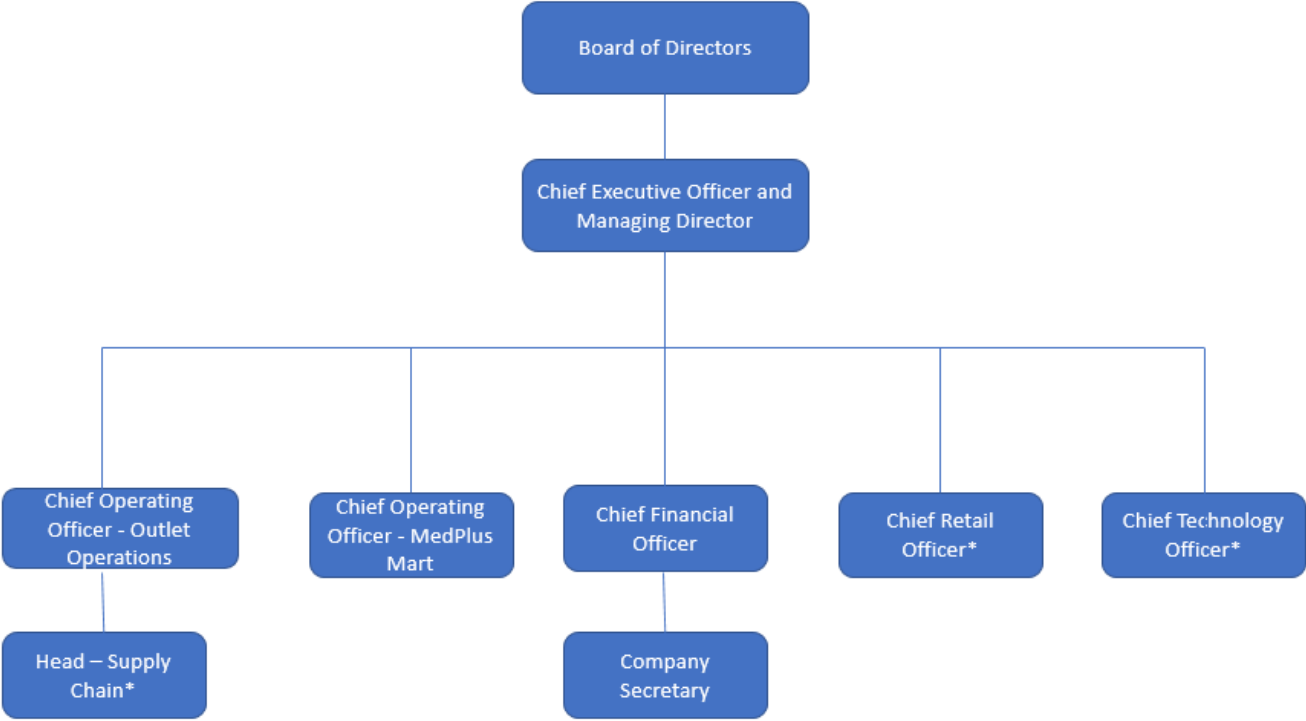 Board of Directors
Chief Executive Officer and
Managing Director
Chief Operating
Officer - Outlet
Operations
Chief Operating
Officer - MedPlus
Mart
Chief Financial
Officer
Chief Retail
Officer*
Chief Technology
Officer*
Head – Supply
Chain*
Company
Secretary